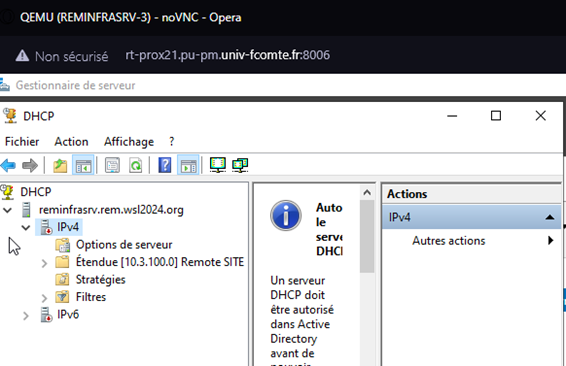 QEMU (REMINFRASRV-3) - noVNC - Opera
Non sécurisé
rt-prox21.pu-pm.univ-fcomte.fr:8006
Gestionnaire de serveur
DHCP
Fichier Action Affichage ?
DHCP
reminfrasrv.rem.wsl2024.org
IPv4
Options de serveur
Étendue [10.3.100.0] Remote SITE
Stratégies
Filtres
IPv6
Auto
le
serv
DHC
Un serveur
DHCP doit
être autorisé
dans Active
Directory
avant de
pouvoir
Actions
IPv4
Autres actions